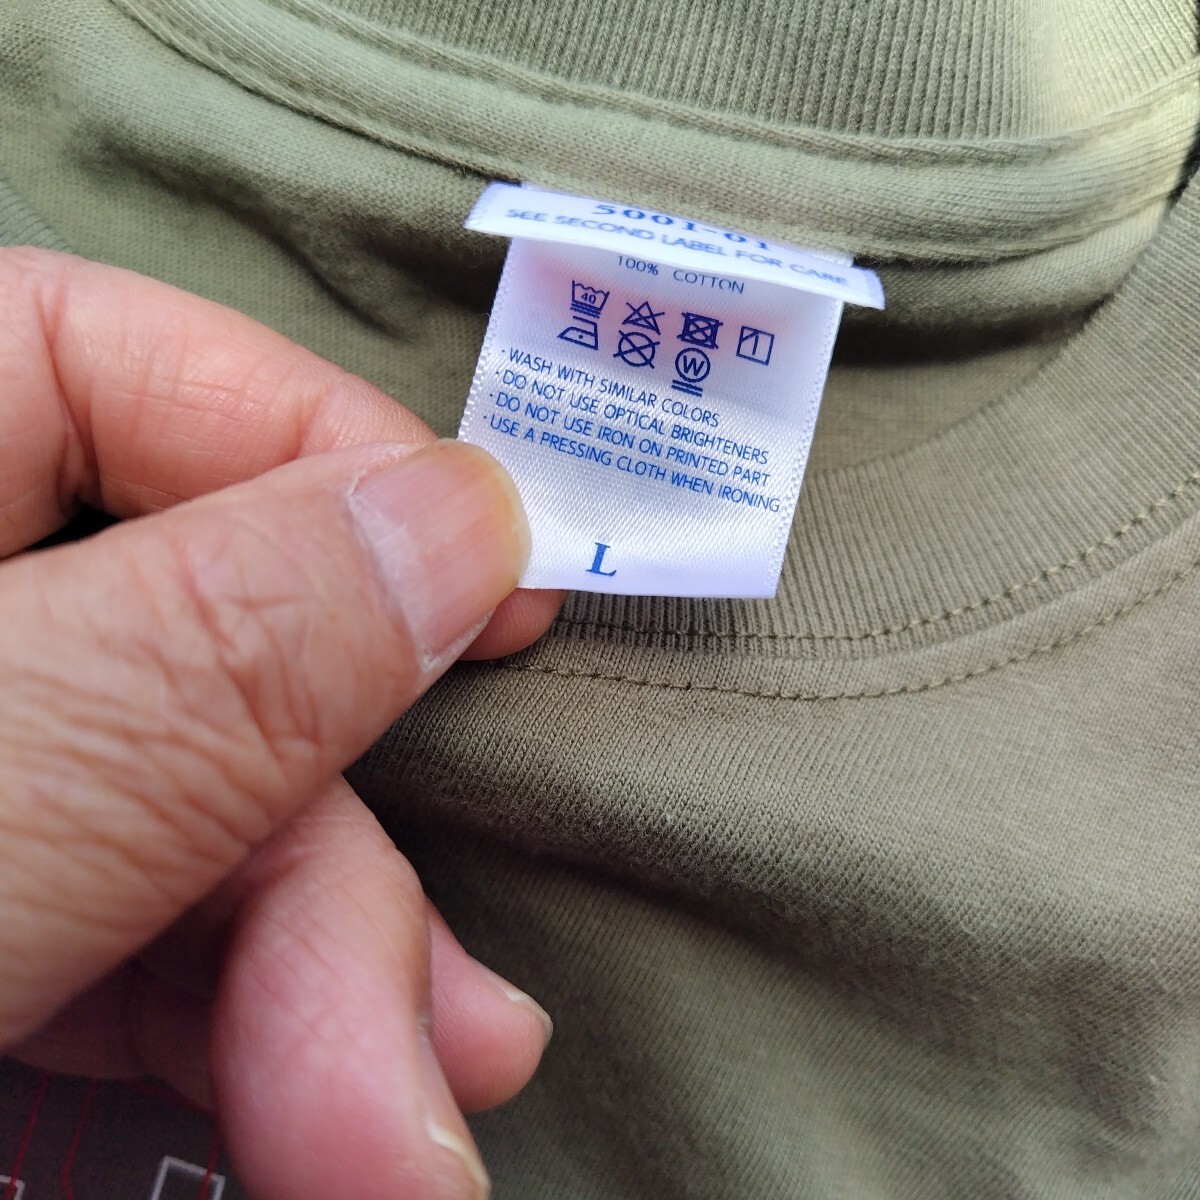 5001-01
SEE SECOND LABEL FOR CARE
100% COTTON
40
W
· WASH WITH SIMILAR COLORS
· DO NOT USE OPTICAL BRIGHTENERS
· DO NOT USE IRON ON PRINTED PART
· USE A PRESSING CLOTH WHEN IRONING
L